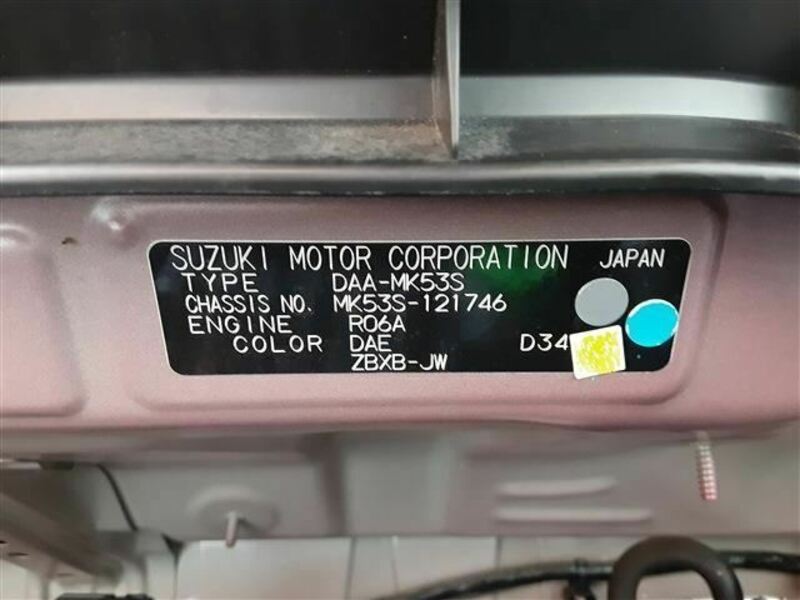 SUZUKI MOTOR CORPORATION JAPAN
TYPE DAA-MK53S
CHASSIS NO. MK53S-121746
ENGINE R06A
COLOR DAE D34
ZBXB-JW